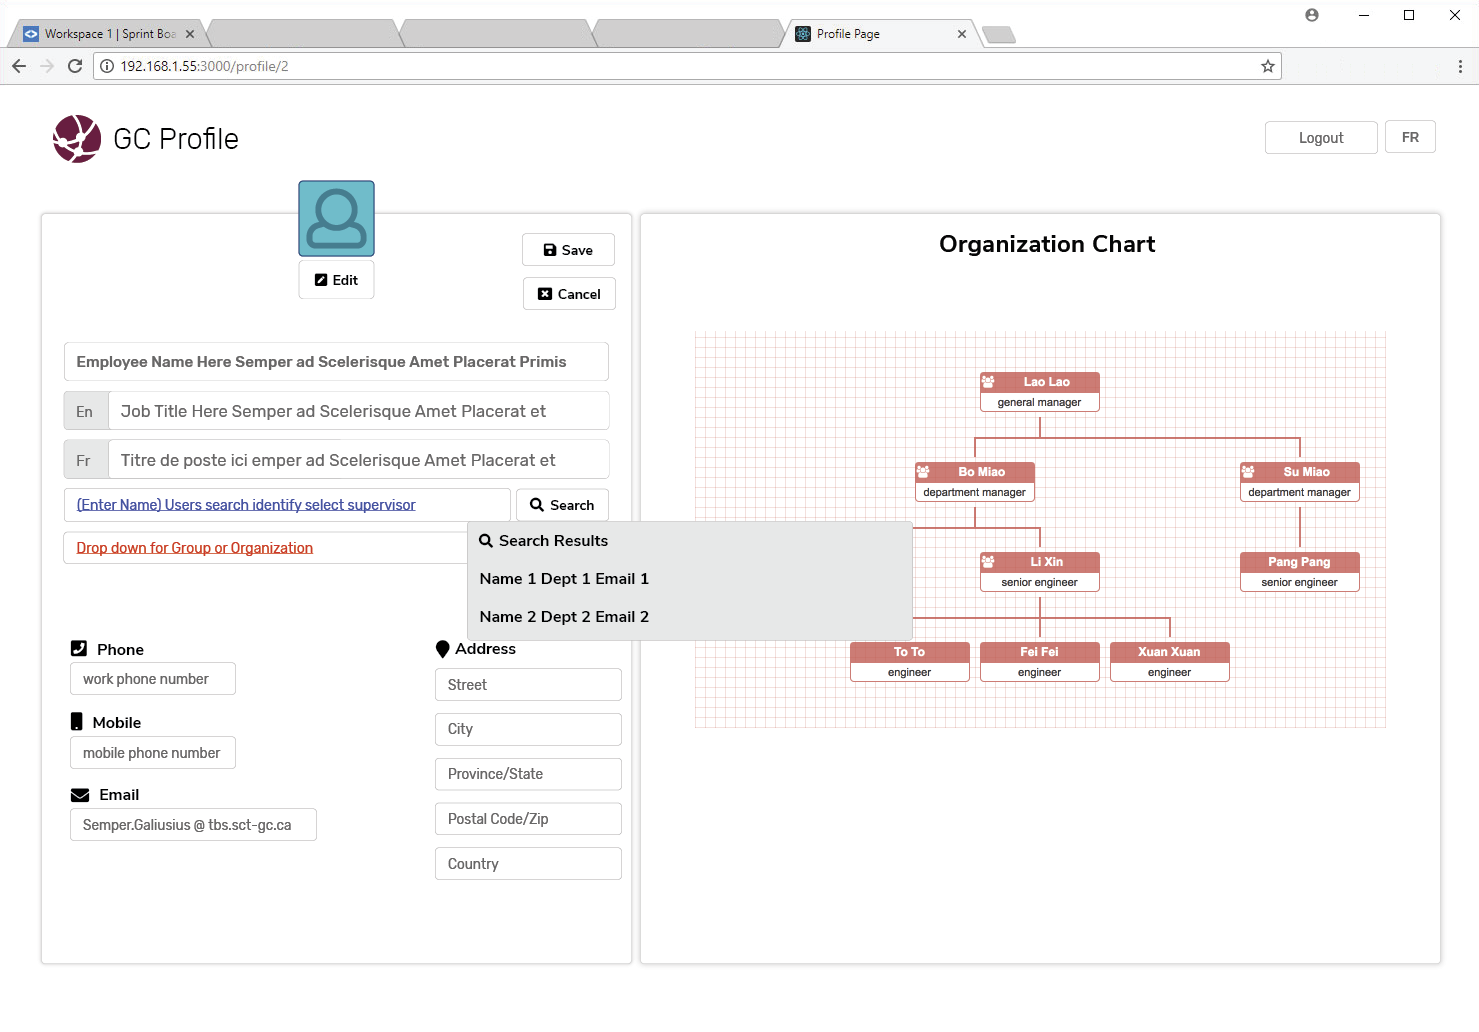 Workspace 1 | Sprint Boa
Profile Page
192.168.1.55:3000/profile/2
GC Profile
Logout
FR
Edit
Save
Cancel
Employee Name Here Semper ad Scelerisque Amet Placerat Primis
En
Job Title Here Semper ad Scelerisque Amet Placerat et
Fr
Titre de poste ici emper ad Scelerisque Amet Placerat et
(Enter Name) Users search identify select supervisor
Search
Drop down for Group or Organization
Search Results
Name 1 Dept 1 Email 1
Name 2 Dept 2 Email 2
Phone
work phone number
Mobile
mobile phone number
Email
Semper.Galiusius @ tbs.sct-gc.ca
Address
Street
City
Province/State
Postal Code/Zip
Country
Organization Chart
Lao Lao
general manager
Bo Miao
department manager
Su Miao
department manager
Li Xin
senior engineer
Pang Pang
senior engineer
To To
engineer
Fei Fei
engineer
Xuan Xuan
engineer